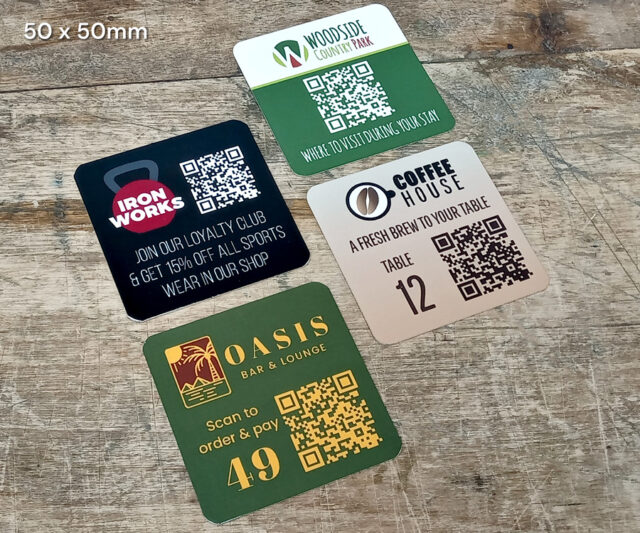 50 x 50mm
WOODSIDE
COUNTRY PARK
WHERE TO VISIT DURING YOUR STAY
IRON
WORKS
JOIN OUR LOYALTY CLUB
& GET 15% OFF ALL SPORTS
WEAR IN OUR SHOP
COFFEE
HOUSE
A FRESH BREW TO YOUR TABLE
TABLE
12
OASIS
BAR & LOUNGE
Scan to
order & pay
49